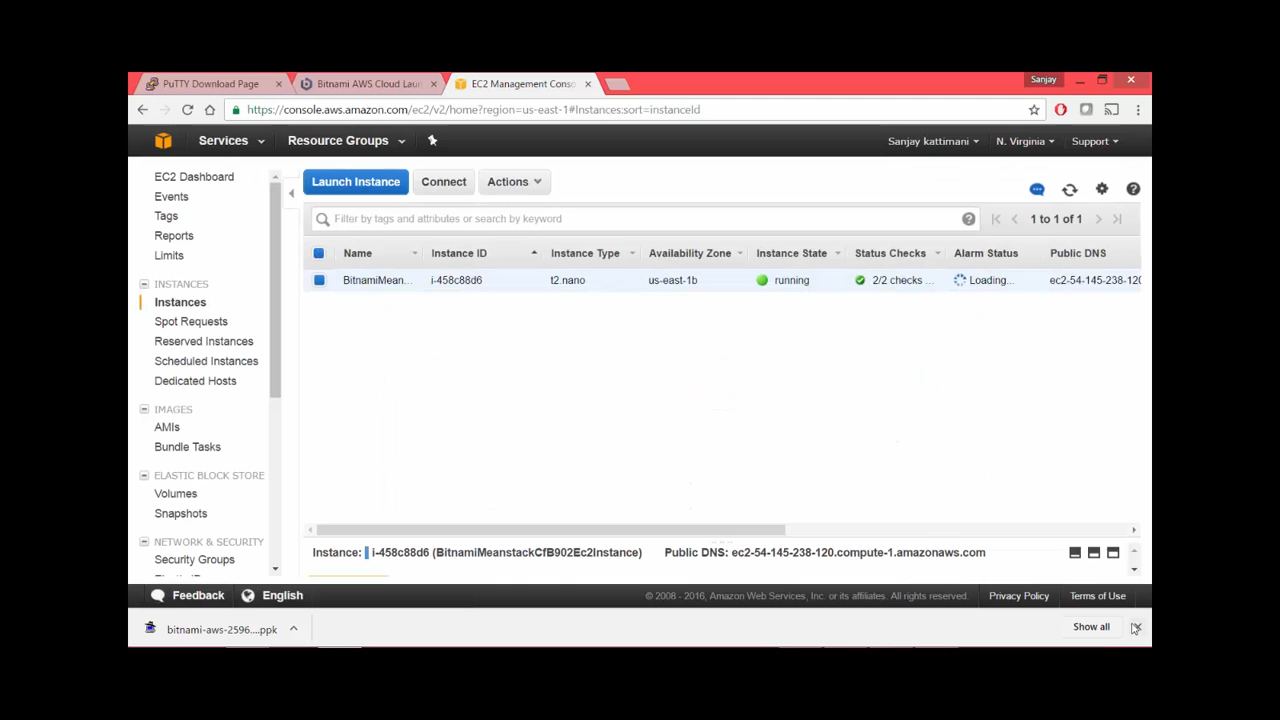 PuTTY Download Page
Bitnami AWS Cloud Laun
EC2 Management Conso
Sanjay
https://console.aws.amazon.com/ec2/v2/home?region=us-east-1#Instances:sort=instanceId
Services
Resource Groups
Sanjay kattimani
N. Virginia
Support
EC2 Dashboard
Events
Tags
Reports
Limits
INSTANCES
Instances
Spot Requests
Reserved Instances
Scheduled Instances
Dedicated Hosts
IMAGES
AMIs
Bundle Tasks
ELASTIC BLOCK STORE
Volumes
Snapshots
NETWORK & SECURITY
Security Groups
Launch Instance
Connect
Actions
Filter by tags and attributes or search by keyword
1 to 1 of 1
Name Instance ID Instance Type Availability Zone Instance State Status Checks Alarm Status Public DNS
BitnamiMean... i-458c88d6 t2.nano us-east-1b running 2/2 checks ... Loading... ec2-54-145-238-120
Instance: i-458c88d6 (BitnamiMeanstackCfB902Ec2Instance) Public DNS: ec2-54-145-238-120.compute-1.amazonaws.com
Feedback
English
© 2008 - 2016, Amazon Web Services, Inc. or its affiliates. All rights reserved.
Privacy Policy
Terms of Use
bitnami-aws-2596....ppk
Show all